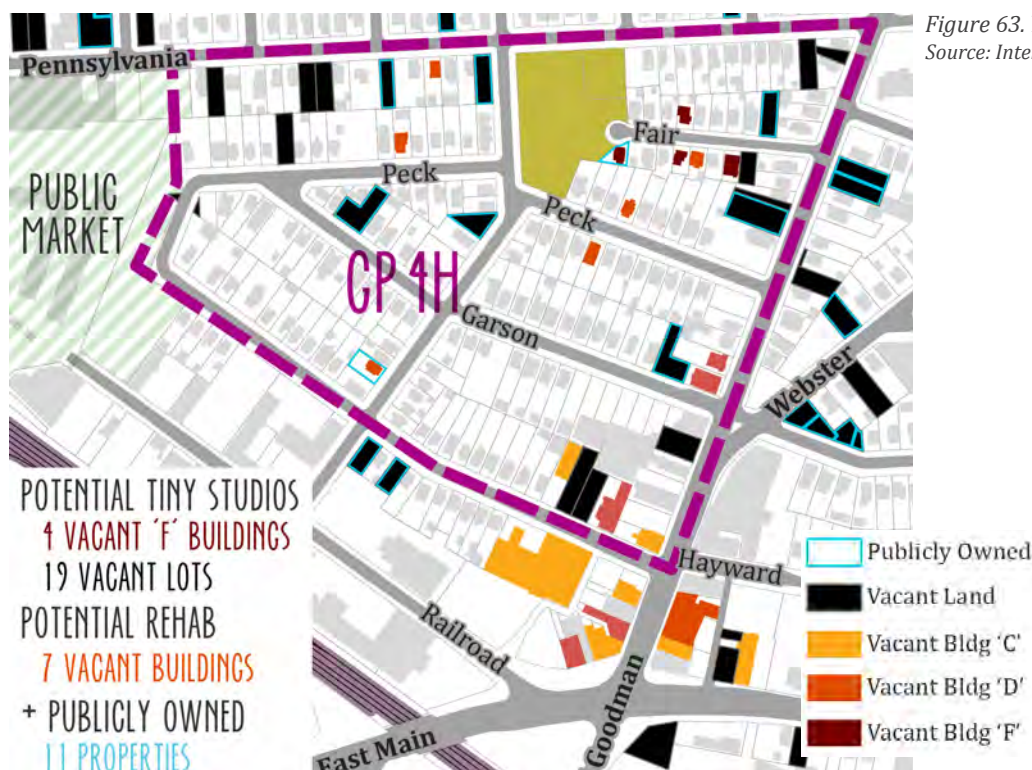 Figure 63.
Source: Inte
Pennsylvania
Fair
Peck
PUBLIC
MARKET
Peck
CP 4H
Garson
Webster
POTENTIAL TINY STUDIOS
4 VACANT 'F' BUILDINGS
19 VACANT LOTS
POTENTIAL REHAB
7 VACANT BUILDINGS
+ PUBLICLY OWNED
11 PROPERTIES
Hayward
Railroad
Goodman
East Main
Publicly Owned
Vacant Land
Vacant Bldg 'C'
Vacant Bldg 'D'
Vacant Bldg 'F'